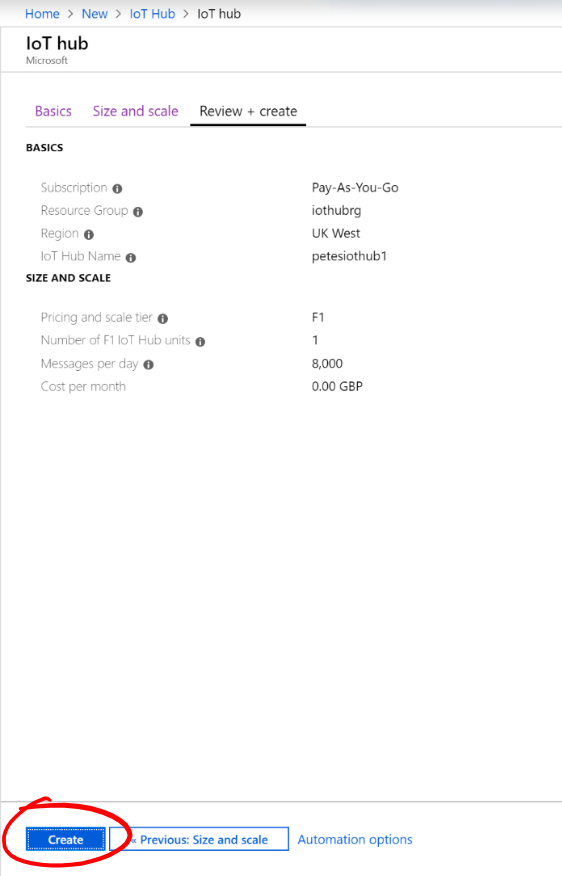 Home > New > IoT Hub > IoT hub
IoT hub
Microsoft
Basics Size and scale Review + create
BASICS
Subscription Pay-As-You-Go
Resource Group iothubrg
Region UK West
IoT Hub Name petesiothub1
SIZE AND SCALE
Pricing and scale tier F1
Number of F1 IoT Hub units 1
Messages per day 8,000
Cost per month 0.00 GBP
Create « Previous: Size and scale Automation options